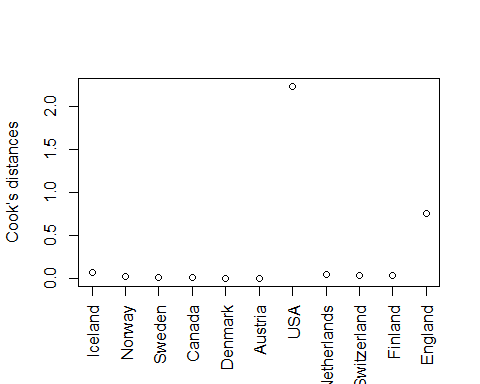 Cook's distances
2.0
1.5
1.0
0.5
0.0
Iceland
Norway
Sweden
Canada
Denmark
Austria
USA
Netherlands
Switzerland
Finland
England